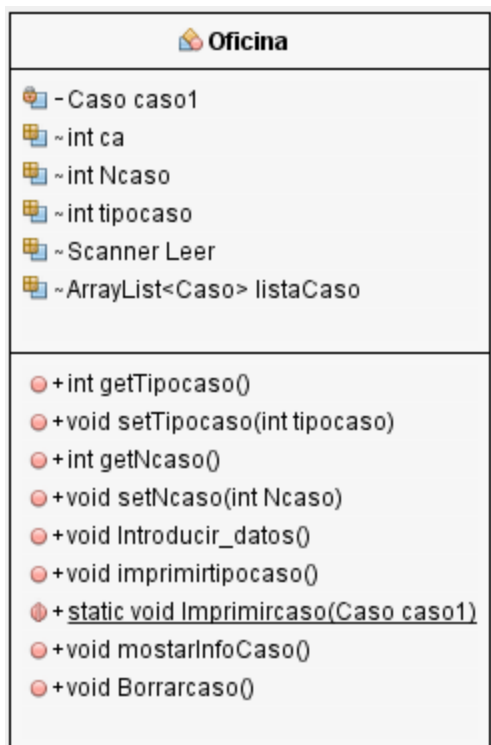 Oficina
-Caso caso1
~int ca
~int Ncaso
~int tipocaso
~Scanner Leer
~ArrayList<Caso> listaCaso
+int getTipocaso()
+void setTipocaso(int tipocaso)
+int getNcaso()
+void setNcaso(int Ncaso)
+void Introducir_datos()
+void imprimirtipocaso()
+static void Imprimircaso(Caso caso1)
+void mostarInfoCaso()
+void Borrarcaso()